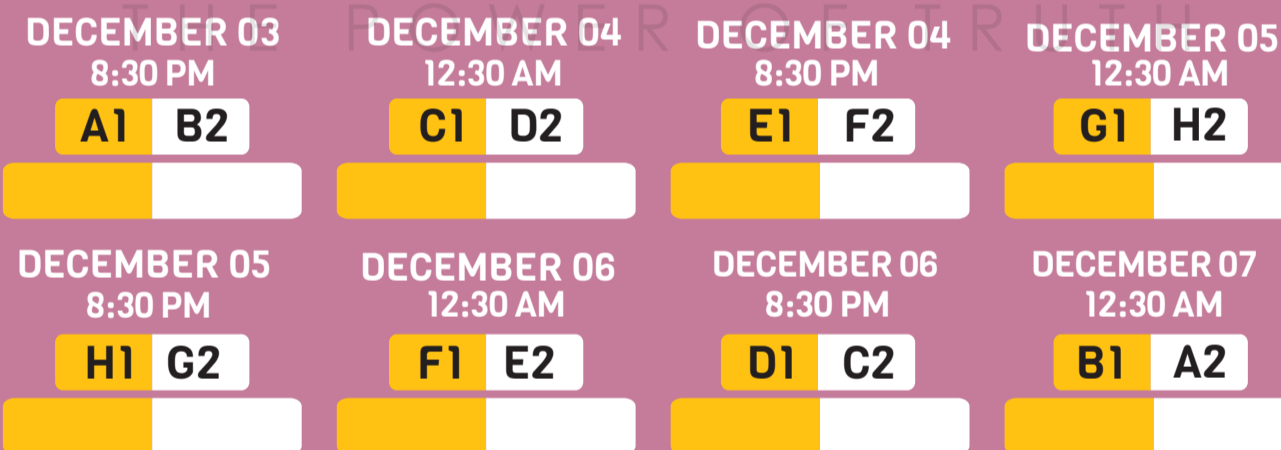 THE POWER OF TRUTH
DECEMBER 03
8:30 PM
A1 B2
DECEMBER 04
12:30 AM
C1 D2
DECEMBER 04
8:30 PM
E1 F2
DECEMBER 05
12:30 AM
G1 H2
DECEMBER 05
8:30 PM
H1 G2
DECEMBER 06
12:30 AM
F1 E2
DECEMBER 06
8:30 PM
D1 C2
DECEMBER 07
12:30 AM
B1 A2